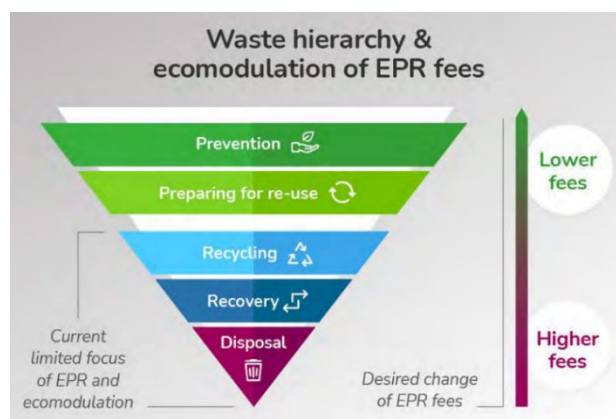 Waste hierarchy &
ecomodulation of EPR fees
Prevention
Preparing for re-use
Recycling
Recovery
Disposal
Current
limited focus
of EPR and
ecomodulation
Lower
fees
Higher
fees
Desired change
of EPR fees